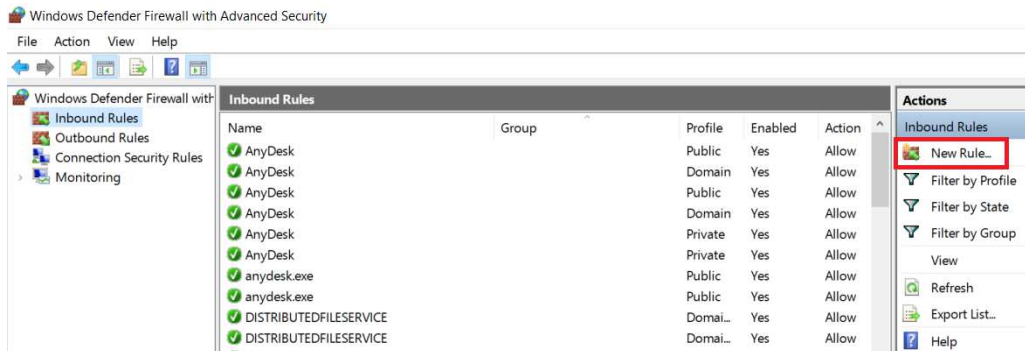 Windows Defender Firewall with Advanced Security
File Action View Help
Windows Defender Firewall with
Inbound Rules
Outbound Rules
Connection Security Rules
Monitoring
Inbound Rules
Name Group Profile Enabled Action
AnyDesk Public Yes Allow
AnyDesk Domain Yes Allow
AnyDesk Public Yes Allow
AnyDesk Domain Yes Allow
AnyDesk Private Yes Allow
AnyDesk Private Yes Allow
anydesk.exe Public Yes Allow
anydesk.exe Public Yes Allow
DISTRIBUTEDFILESERVICE Domai... Yes Allow
DISTRIBUTEDFILESERVICE Domai... Yes Allow
Actions
Inbound Rules
New Rule...
Filter by Profile
Filter by State
Filter by Group
View
Refresh
Export List...
Help